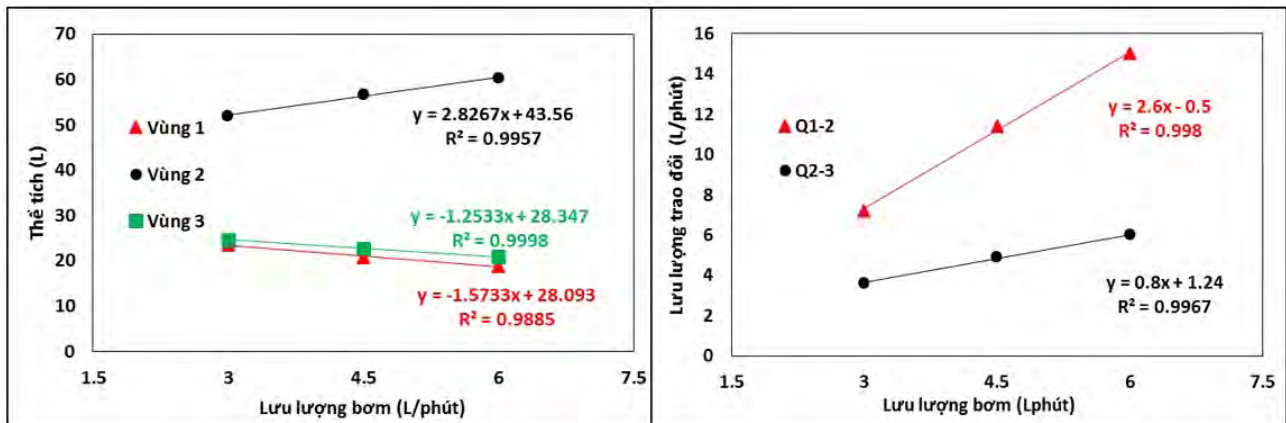 70
60
50
40
30
20
10
0
Thể tích (L)
Vùng 1
Vùng 2
Vùng 3
y = 2.8267x + 43.56
R² = 0.9957
y = -1.2533x + 28.347
R² = 0.9998
y = -1.5733x + 28.093
R² = 0.9885
1.5 3 4.5 6 7.5
Lưu lượng bơm (L/phút)
16
14
12
10
8
6
4
2
0
Lưu lượng trao đổi (L/phút)
Q1-2
Q2-3
y = 2.6x - 0.5
R² = 0.998
y = 0.8x + 1.24
R² = 0.9967
1.5 3 4.5 6 7.5
Lưu lượng bơm (Lphút)